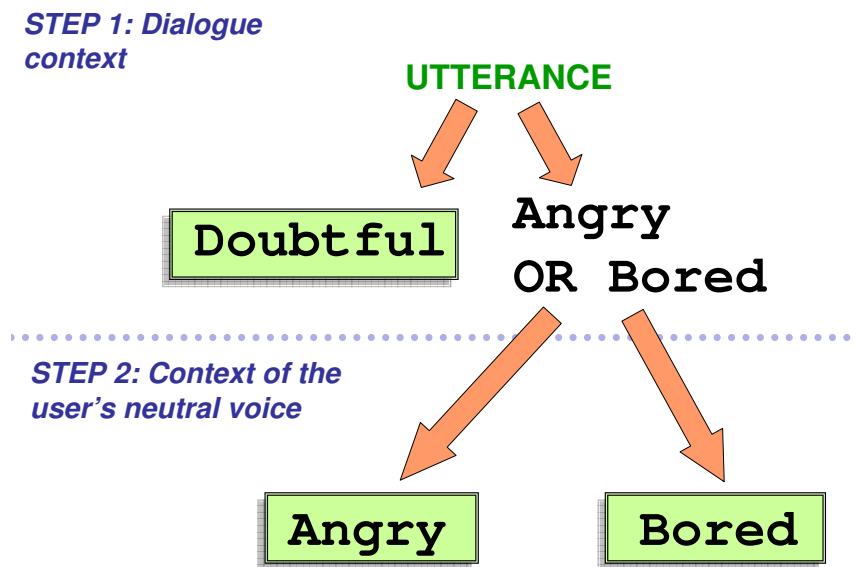 STEP 1: Dialogue
context
UTTERANCE
Doubtful
Angry
OR Bored
STEP 2: Context of the
user's neutral voice
Angry
Bored